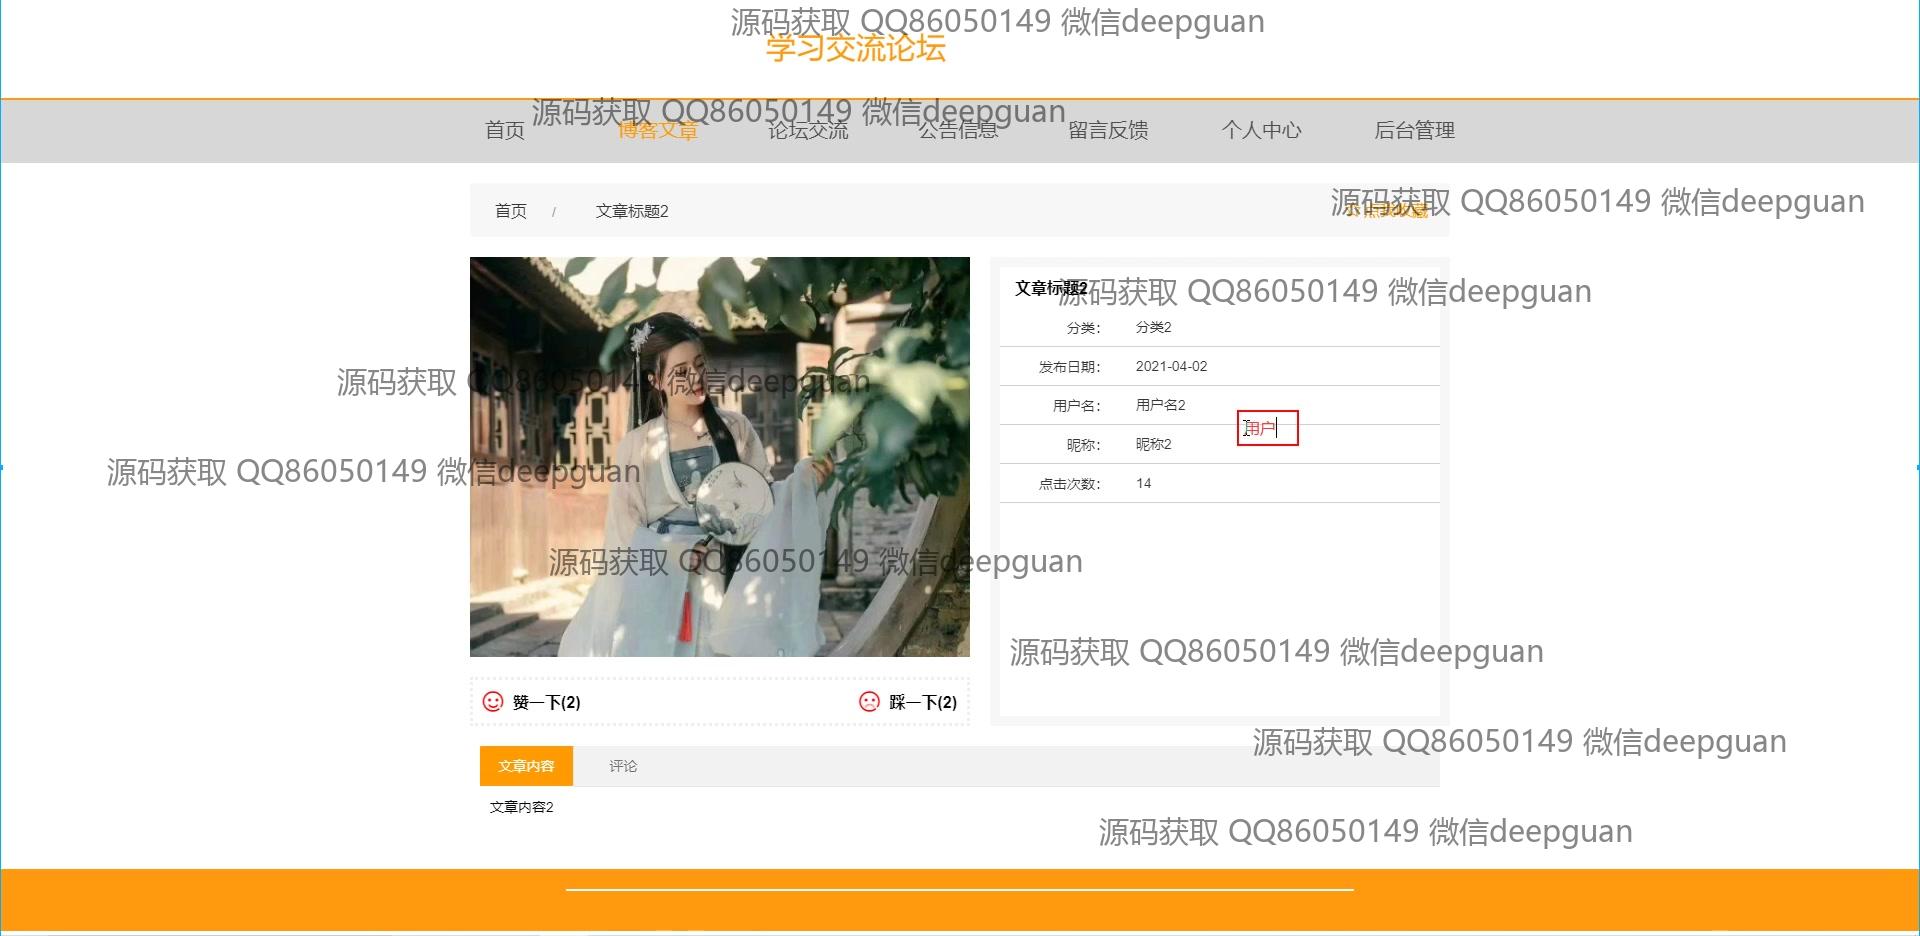 源码获取 QQ86050149 微信deepguan
学习交流论坛
源码获取 QQ86050149 微信deepguan
首页 博客文章 论坛交流 公告信息 留言反馈 个人中心 后台管理
源码获取 QQ86050149 微信deepguan
首页 / 文章标题2 点我收藏
源码获取 QQ86050149 微信deepguan
文章标题2
分类： 分类2
发布日期： 2021-04-02
源码获取 QQ86050149 微信deepguan
用户名： 用户名2
用户
昵称： 昵称2
源码获取 QQ86050149 微信deepguan
点击次数： 14
源码获取 QQ86050149 微信deepguan
源码获取 QQ86050149 微信deepguan
赞一下(2) 踩一下(2)
源码获取 QQ86050149 微信deepguan
文章内容 评论
文章内容2
源码获取 QQ86050149 微信deepguan